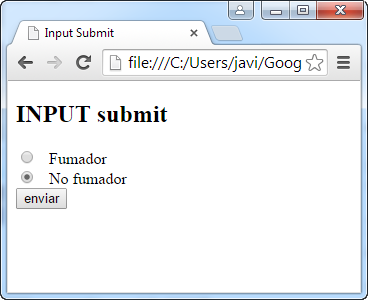 Input Submit
file:///C:/Users/javi/Goog
INPUT submit
Fumador
No fumador
enviar